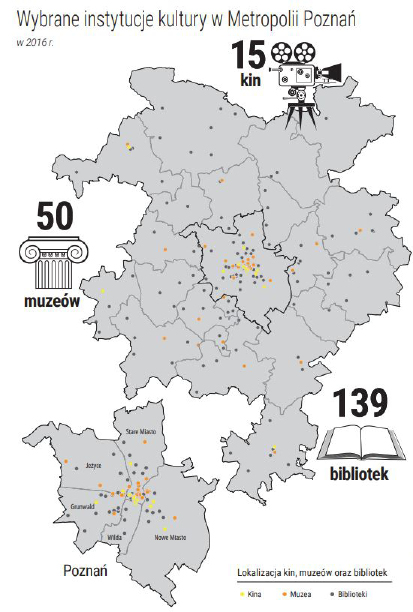 Wybrane instytucje kultury w Metropolii Poznań
w 2016 r.
15
kin
50
muzeów
139
bibliotek
Stare Miasto
Jeżyce
Grunwald
Wilda
Nowe Miasto
Poznań
Lokalizacja kin, muzeów oraz bibliotek
Kina
Muzea
Biblioteki